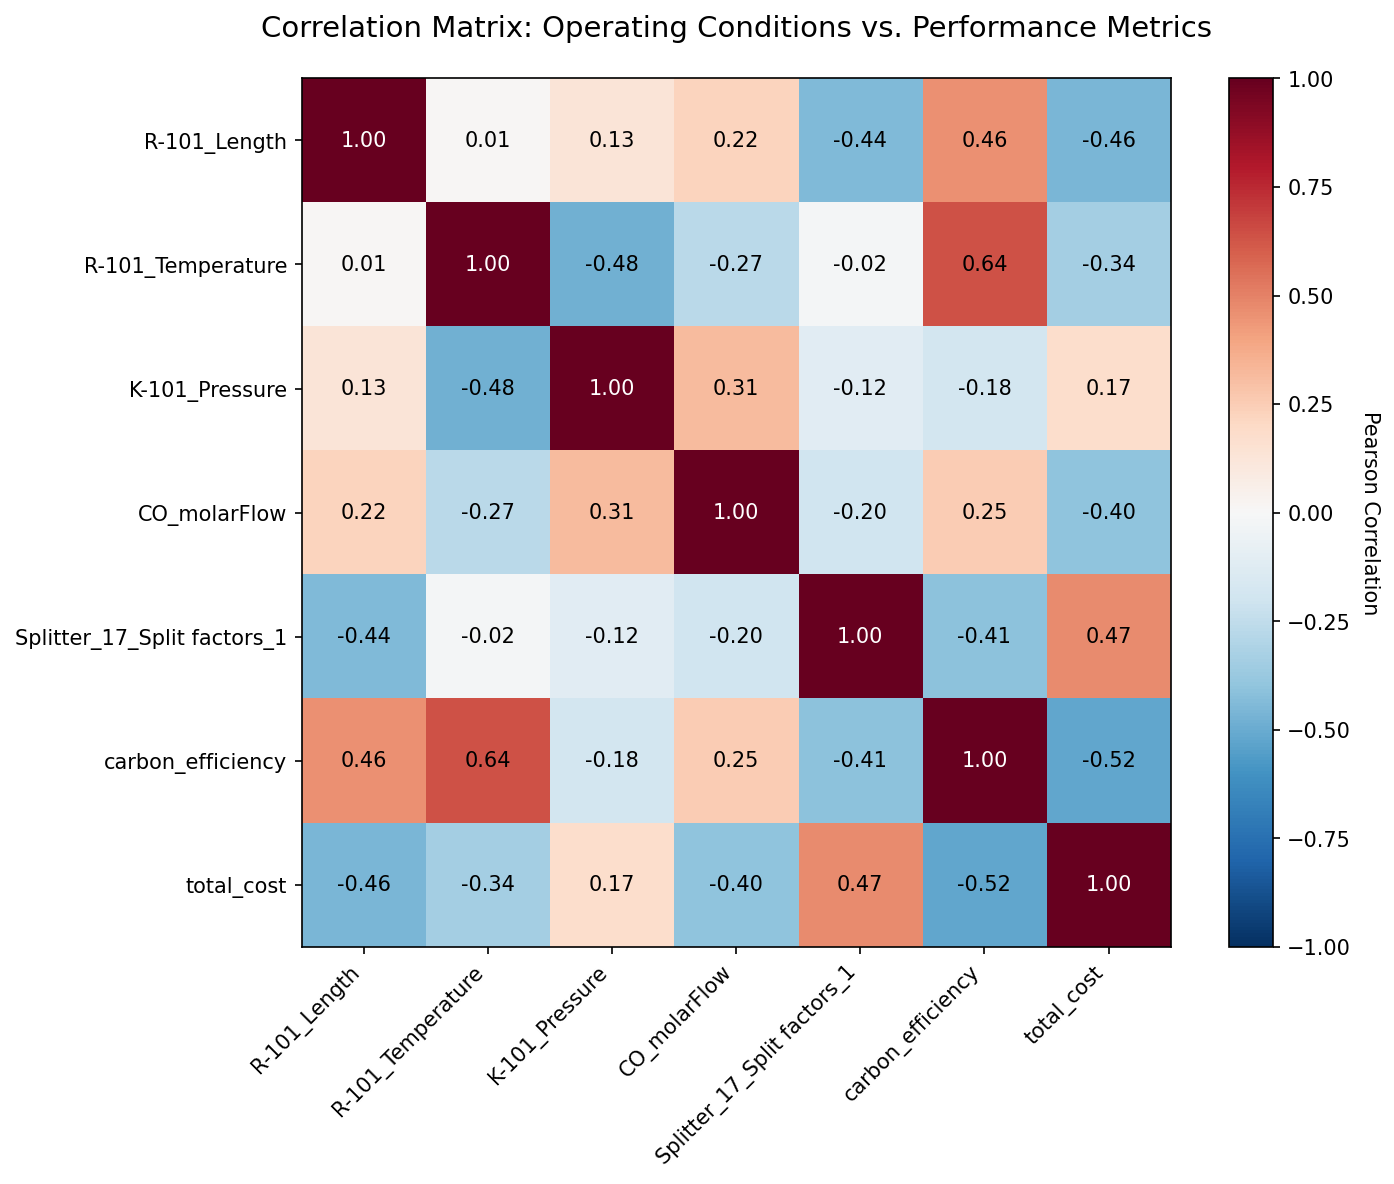 Correlation Matrix: Operating Conditions vs. Performance Metrics
R-101_Length 1.00 0.01 0.13 0.22 -0.44 0.46 -0.46
R-101_Temperature 0.01 1.00 -0.48 -0.27 -0.02 0.64 -0.34
K-101_Pressure 0.13 -0.48 1.00 0.31 -0.12 -0.18 0.17
CO_molarFlow 0.22 -0.27 0.31 1.00 -0.20 0.25 -0.40
Splitter_17_Split factors_1 -0.44 -0.02 -0.12 -0.20 1.00 -0.41 0.47
carbon_efficiency 0.46 0.64 -0.18 0.25 -0.41 1.00 -0.52
total_cost -0.46 -0.34 0.17 -0.40 0.47 -0.52 1.00
R-101_Length
R-101_Temperature
K-101_Pressure
CO_molarFlow
Splitter_17_Split factors_1
carbon_efficiency
total_cost
1.00
0.75
0.50
0.25
0.00
−0.25
−0.50
−0.75
−1.00
Pearson Correlation